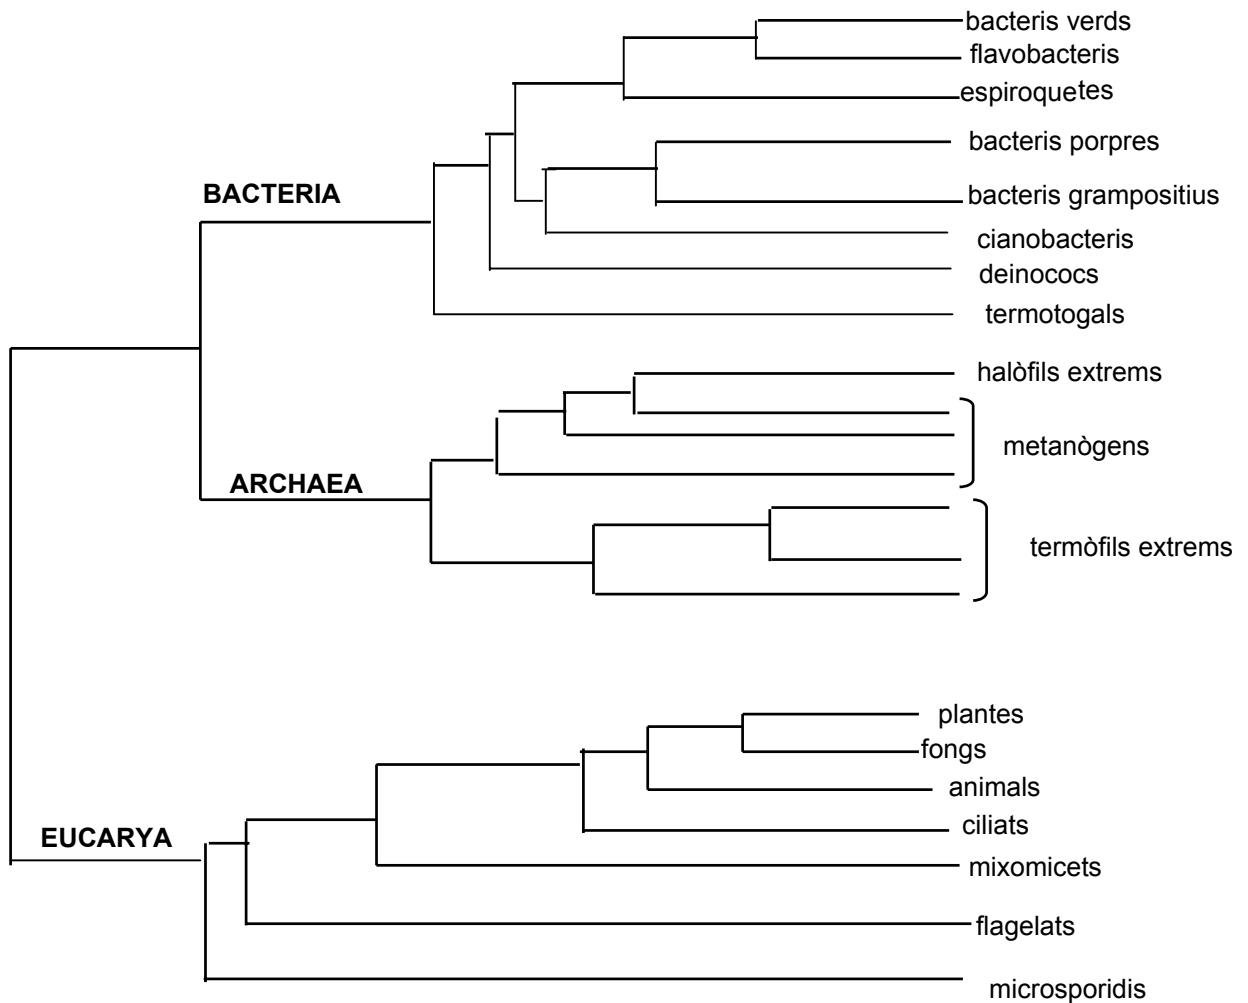 bacteris verds
flavobacteris
espiroquetes
bacteris porpres
BACTERIA
bacteris grampositius
cianobacteris
deinococs
termotogals
halòfils extrems
metanògens
ARCHAEA
termòfils extrems
plantes
fongs
animals
ciliats
EUCARYA
mixomicets
flagelats
microsporidis